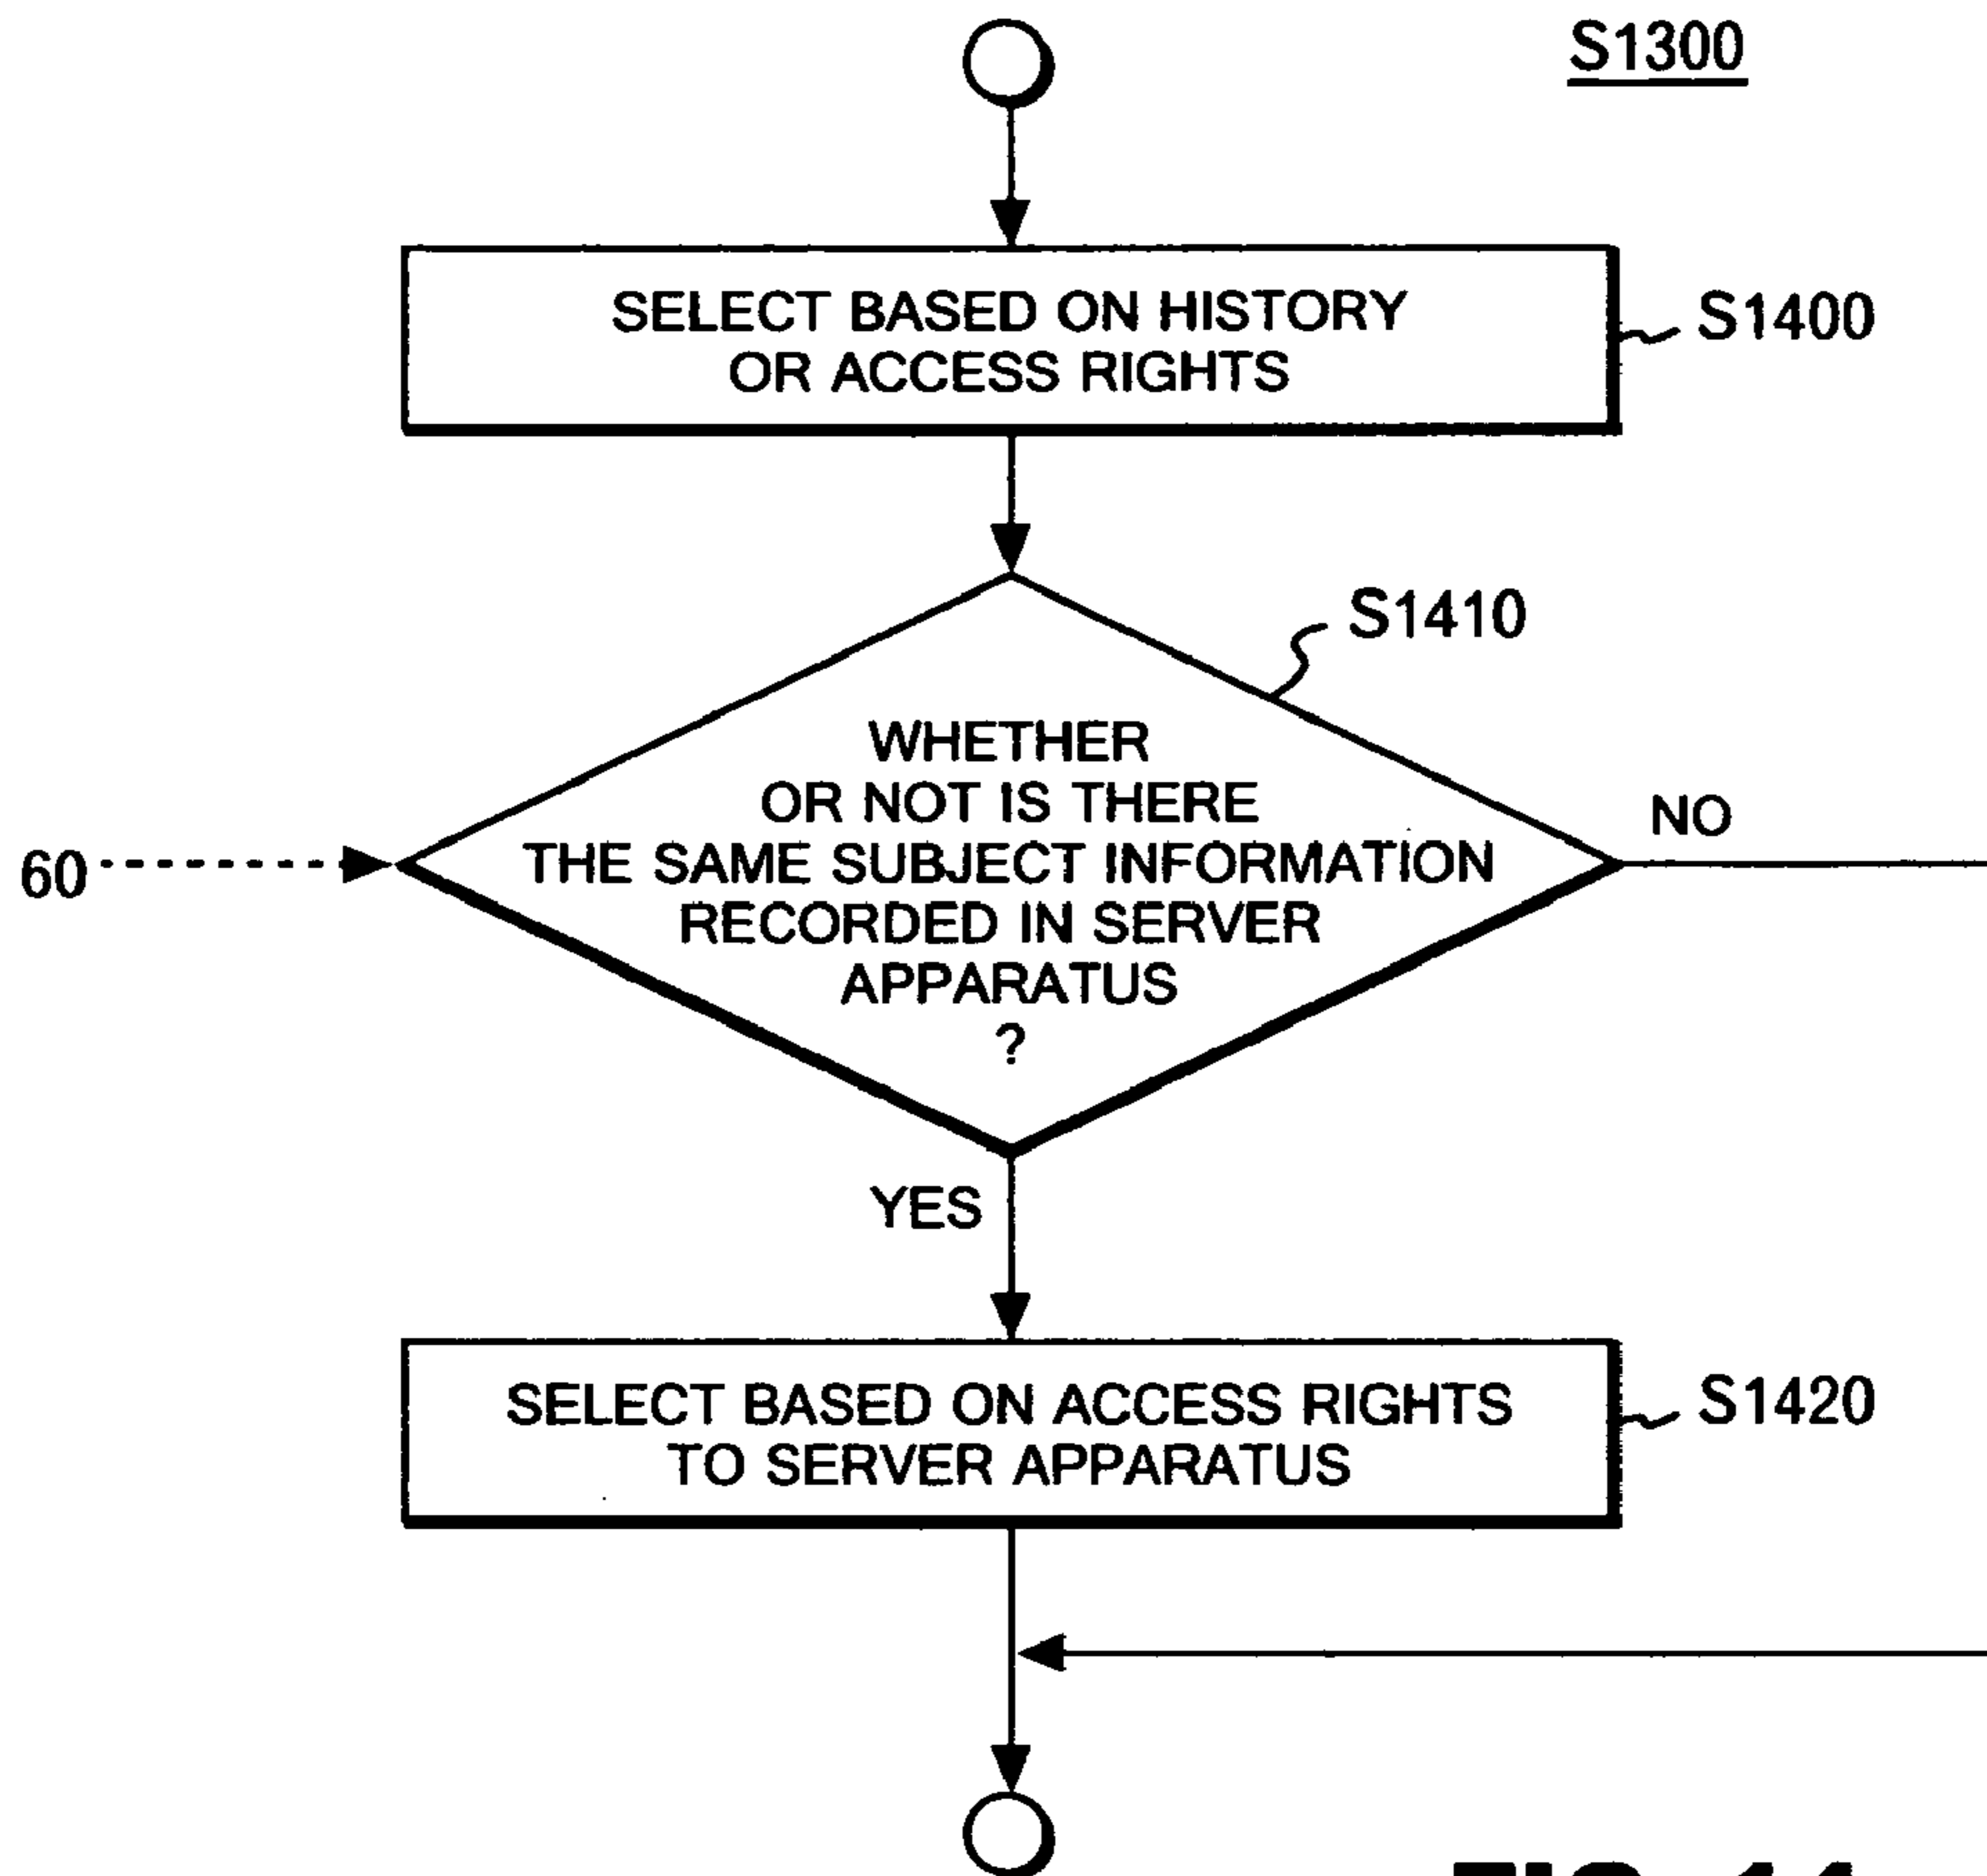 S1300
SELECT BASED ON HISTORY
OR ACCESS RIGHTS
S1400
S1410
WHETHER
OR NOT IS THERE
THE SAME SUBJECT INFORMATION
RECORDED IN SERVER
APPARATUS
?
NO
60
YES
SELECT BASED ON ACCESS RIGHTS
TO SERVER APPARATUS
S1420